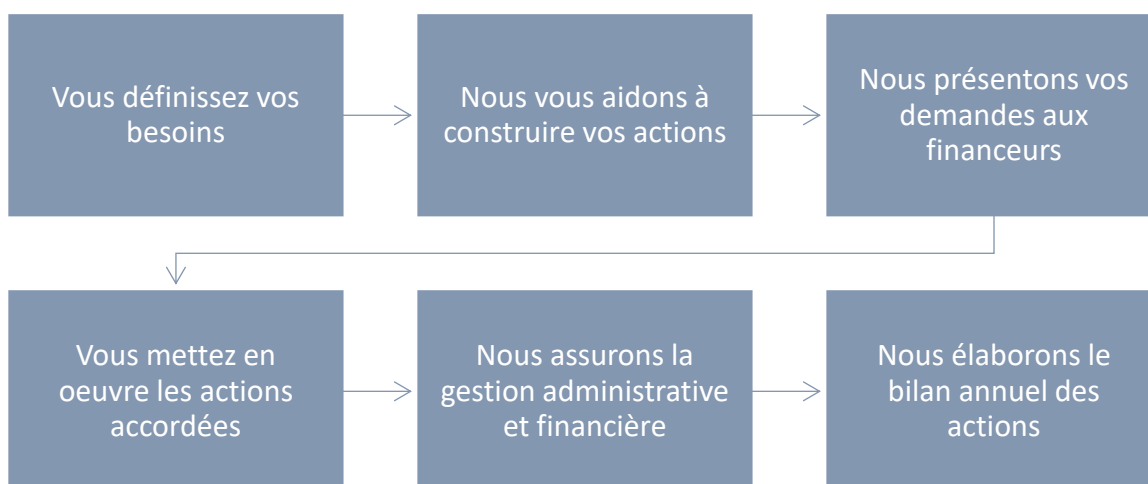 Vous définissez vos
besoins
Nous vous aidons à
construire vos actions
Nous présentons vos
demandes aux
financeurs
Vous mettez en
oeuvre les actions
accordées
Nous assurons la
gestion administrative
et financière
Nous élaborons le
bilan annuel des
actions